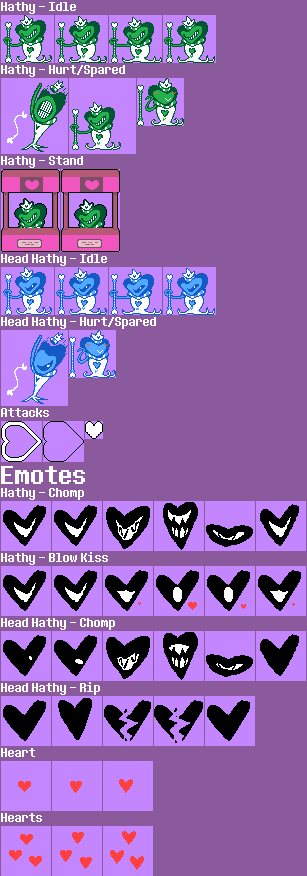 Hathy - Idle
Hathy - Hurt/Spared
Hathy - Stand
Head Hathy - Idle
Head Hathy - Hurt/Spared
Attacks
Emotes
Hathy - Chomp
Hathy - Blow Kiss
Head Hathy - Chomp
Head Hathy - Rip
Heart
Hearts